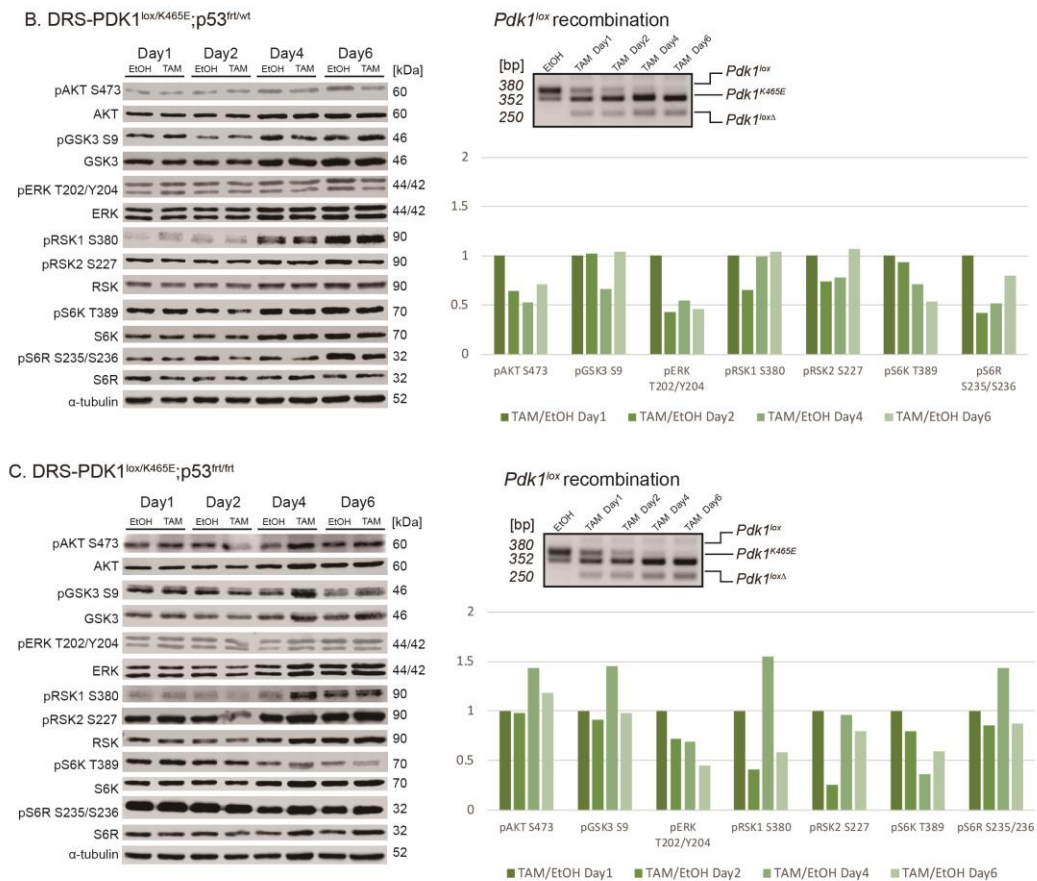 B. DRS-PDK1lox/K465E;p53frt/wt
Day1 Day2 Day4 Day6
EtOH TAM EtOH TAM EtOH TAM EtOH TAM [kDa]
pAKT S473 60
AKT 60
pGSK3 S9 46
GSK3 46
pERK T202/Y204 44/42
ERK 44/42
pRSK1 S380 90
pRSK2 S227 90
RSK 90
pS6K T389 70
S6K 70
pS6R S235/S236 32
S6R 32
α-tubulin 52
Pdk1lox recombination
[bp] EtOH TAM Day1 TAM Day2 TAM Day4 TAM Day6
380 Pdk1lox
352 Pdk1K465E
250 Pdk1loxΔ
2
1.5
1
0.5
0
pAKT S473 pGSK3 S9 pERK T202/Y204 pRSK1 S380 pRSK2 S227 pS6K T389 pS6R S235/S236
TAM/EtOH Day1 TAM/EtOH Day2 TAM/EtOH Day4 TAM/EtOH Day6
C. DRS-PDK1lox/K465E;p53frt/frt
Day1 Day2 Day4 Day6
EtOH TAM EtOH TAM EtOH TAM EtOH TAM [kDa]
pAKT S473 60
AKT 60
pGSK3 S9 46
GSK3 46
pERK T202/Y204 44/42
ERK 44/42
pRSK1 S380 90
pRSK2 S227 90
RSK 90
pS6K T389 70
S6K 70
pS6R S235/S236 32
S6R 32
α-tubulin 52
Pdk1lox recombination
[bp] EtOH TAM Day1 TAM Day2 TAM Day4 TAM Day6
380 Pdk1lox
352 Pdk1K465E
250 Pdk1loxΔ
2
1.5
1
0.5
0
pAKT S473 pGSK3 S9 pERK T202/Y204 pRSK1 S380 pRSK2 S227 pS6K T389 pS6R S235/236
TAM/EtOH Day1 TAM/EtOH Day2 TAM/EtOH Day4 TAM/EtOH Day6